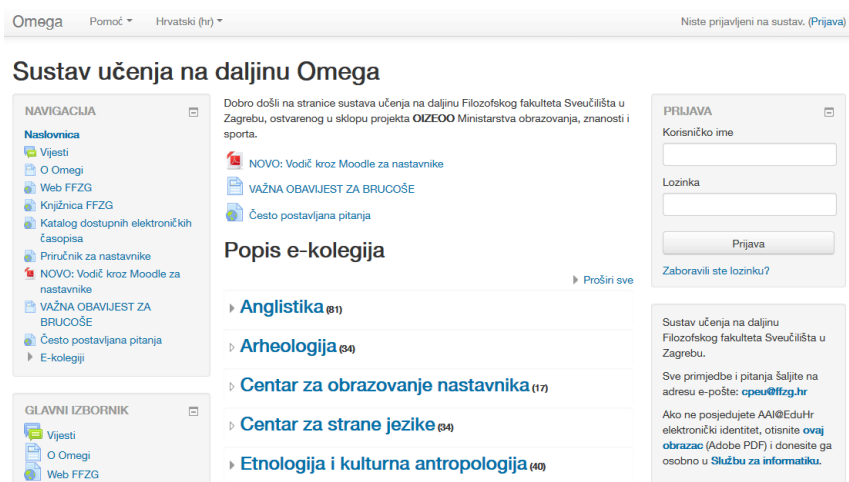 Omega Pomoć Hrvatski (hr) Niste prijavljeni na sustav. (Prijava)
Sustav učenja na daljinu Omega
NAVIGACIJA
Naslovnica
Vijesti
O Omegi
Web FFZG
Knjižnica FFZG
Katalog dostupnih elektroničkih
časopisa
Priručnik za nastavnike
NOVO: Vodič kroz Moodle za
nastavnike
VAŽNA OBAVIJEST ZA
BRUCOŠE
Često postavljana pitanja
E-kolegiji
GLAVNI IZBORNIK
Vijesti
O Omegi
Web FFZG
Dobro došli na stranice sustava učenja na daljinu Filozofskog fakulteta Sveučilišta u
Zagrebu, ostvarenog u sklopu projekta OIZEOO Ministarstva obrazovanja, znanosti i
sporta.
NOVO: Vodič kroz Moodle za nastavnike
VAŽNA OBAVIJEST ZA BRUCOŠE
Često postavljana pitanja
Popis e-kolegija
Proširi sve
Anglistika (81)
Arheologija (34)
Centar za obrazovanje nastavnika (17)
Centar za strane jezike (34)
Etnologija i kulturna antropologija (40)
PRIJAVA
Korisničko ime
Lozinka
Prijava
Zaboravili ste lozinku?
Sustav učenja na daljinu
Filozofskog fakulteta Sveučilišta u
Zagrebu.
Sve primjedbe i pitanja šaljite na
adresu e-pošte: cpeu@ffzg.hr
Ako ne posjedujete AAI@EduHr
elektronički identitet, otisnite ovaj
obrazac (Adobe PDF) i donesite ga
osobno u Službu za informatiku.